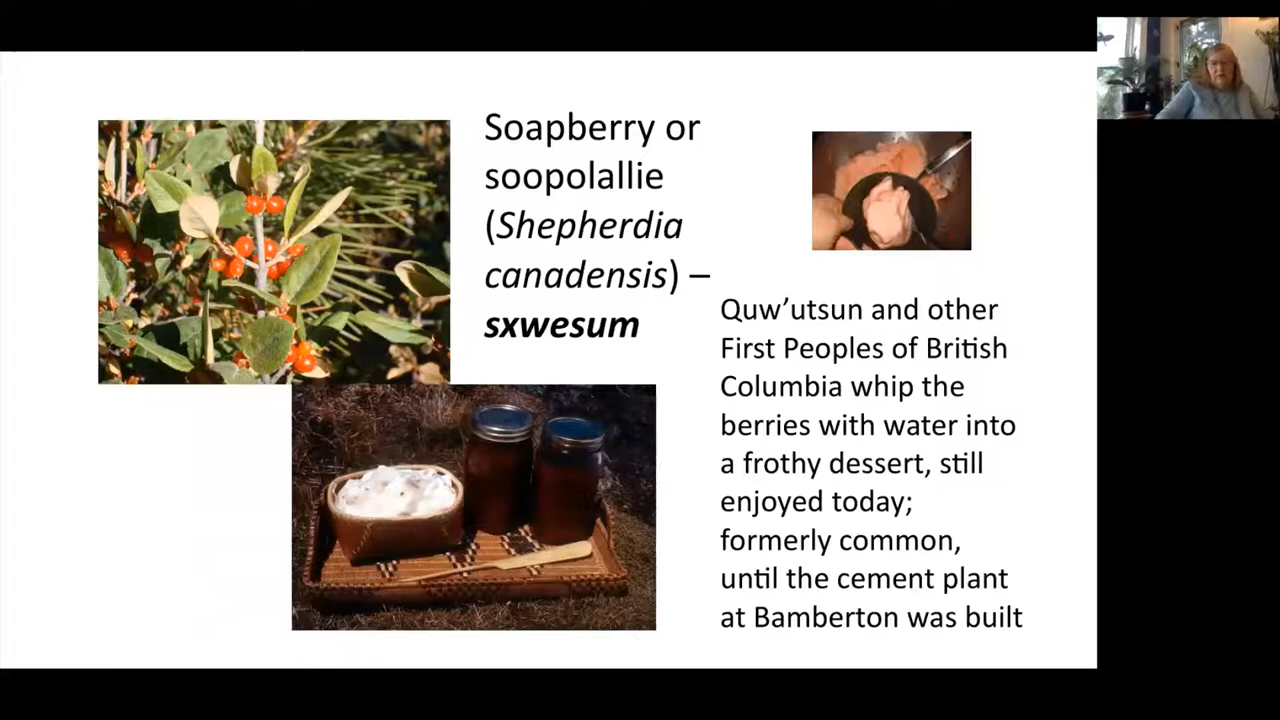 Soapberry or
soopolallie
(Shepherdia
canadensis) –
sxwesum
Quw’utsun and other
First Peoples of British
Columbia whip the
berries with water into
a frothy dessert, still
enjoyed today;
formerly common,
until the cement plant
at Bamberton was built